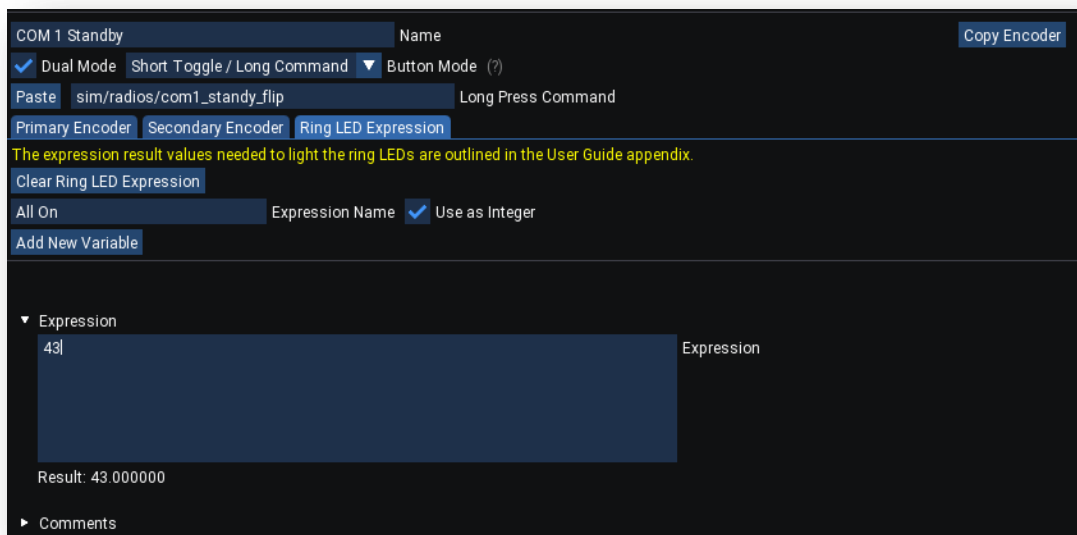 COM 1 Standby Name Copy Encoder
Dual Mode Short Toggle / Long Command Button Mode (?)
Paste sim/radios/com1_standy_flip Long Press Command
Primary Encoder Secondary Encoder Ring LED Expression
The expression result values needed to light the ring LEDs are outlined in the User Guide appendix.
Clear Ring LED Expression
All On Expression Name Use as Integer
Add New Variable
Expression
43 Expression
Result: 43.000000
Comments